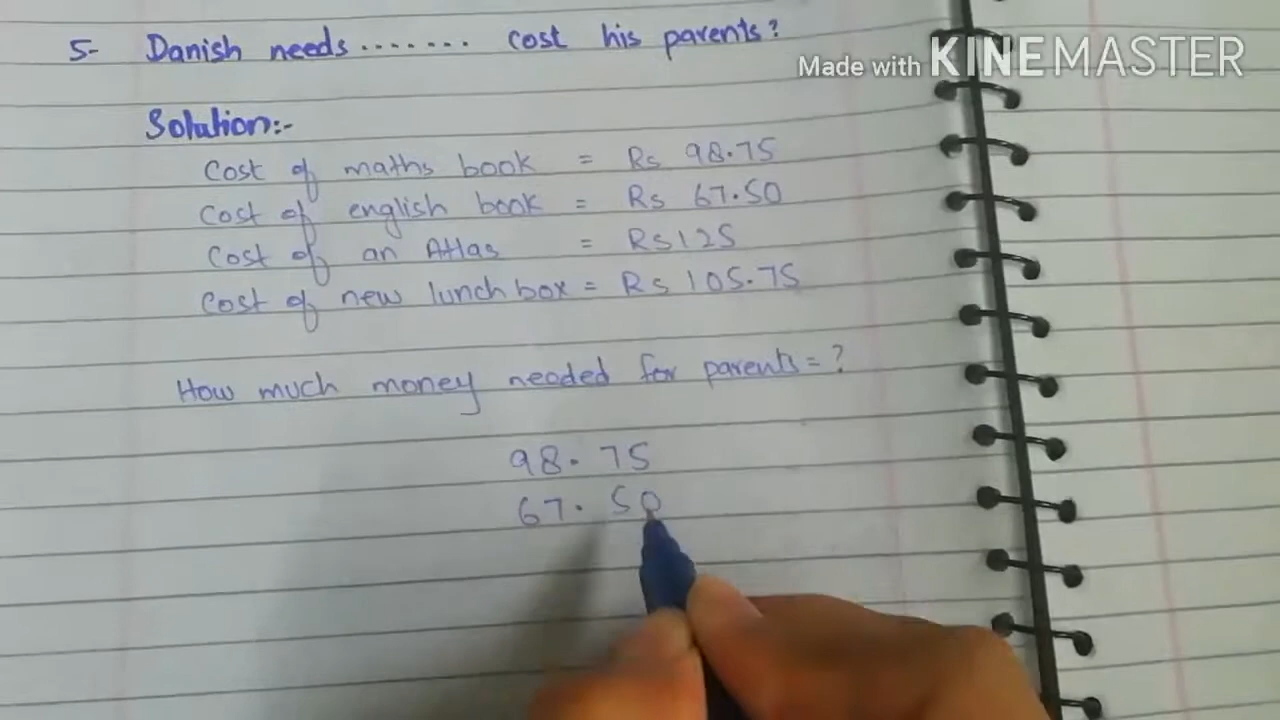 Made with KINEMASTER
5- Danish needs ....... cost his parents?
Solution:-
Cost of maths book = Rs 98.75
Cost of english book = Rs 67.50
Cost of an Atlas = Rs 125
Cost of new lunch box = Rs 105.75
How much money needed for parents = ?
98.75
67.50